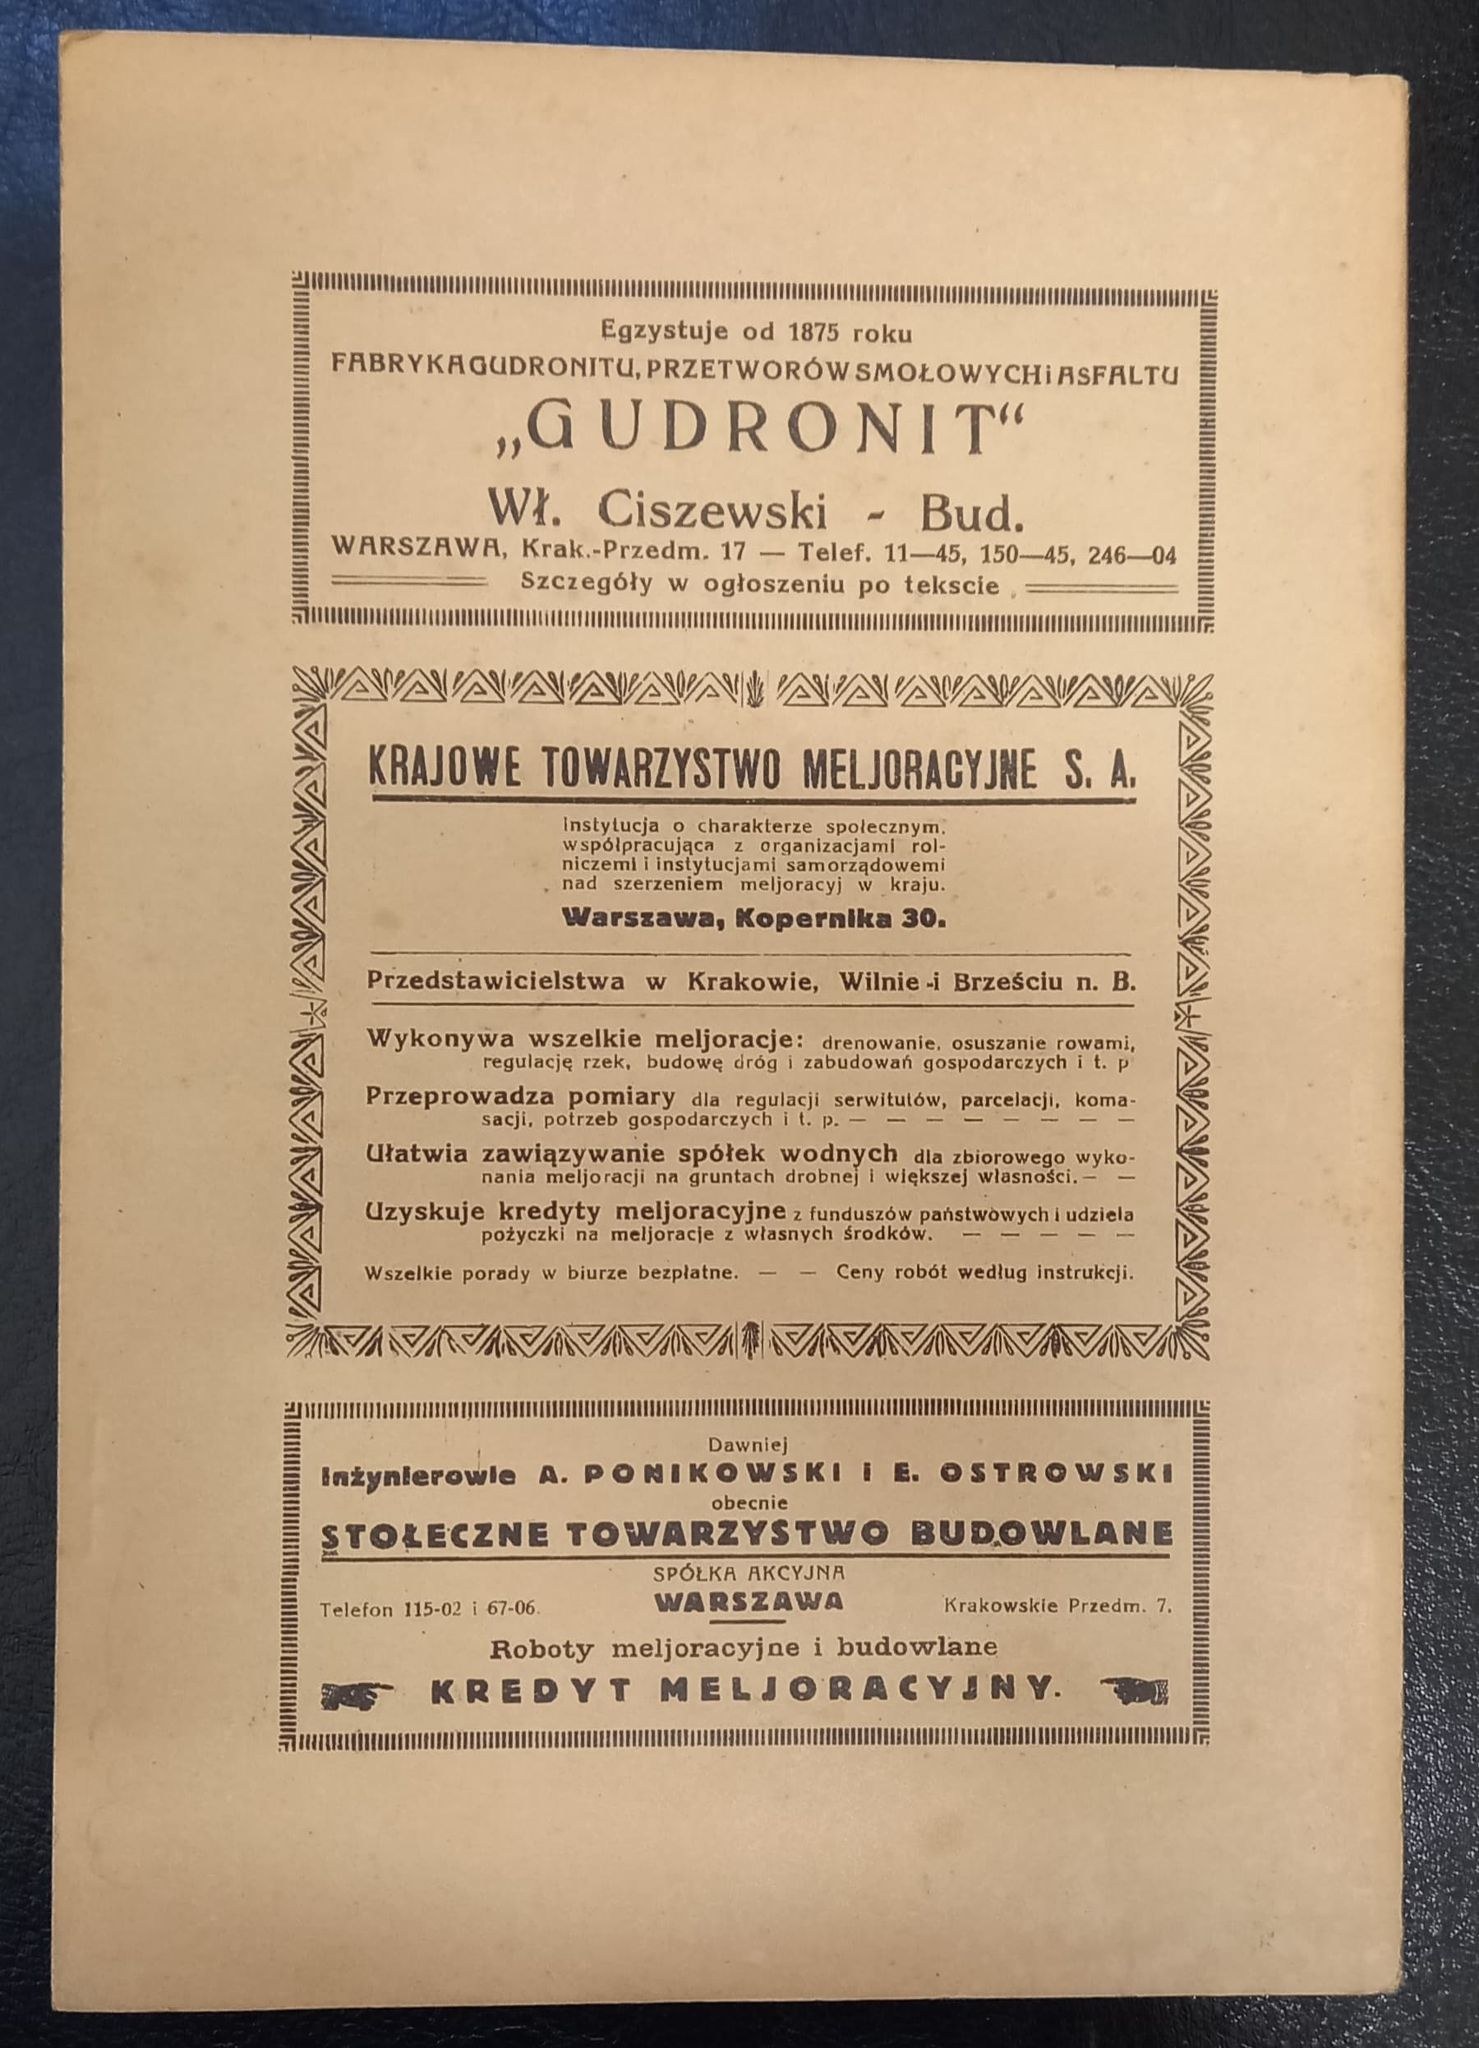 Egzystuje od 1875 roku
FABRYKA GUDRONITU, PRZETWORÓW SMOŁOWYCH i ASFALTU
„GUDRONIT“
Wł. Ciszewski - Bud.
WARSZAWA, Krak.-Przedm. 17 — Telef. 11—45, 150—45, 246—04
Szczegóły w ogłoszeniu po tekscie
KRAJOWE TOWARZYSTWO MELJORACYJNE S. A.
Instytucja o charakterze społecznym,
współpracująca z organizacjami rol-
niczemi i instytucjami samorządowemi
nad szerzeniem meljoracyj w kraju.
Warszawa, Kopernika 30.
Przedstawicielstwa w Krakowie, Wilnie -i Brześciu n. B.
Wykonywa wszelkie meljoracje: drenowanie, osuszanie rowami,
regulację rzek, budowę dróg i zabudowań gospodarczych i t. p
Przeprowadza pomiary dla regulacji serwitutów, parcelacji, koma-
sacji, potrzeb gospodarczych i t. p. — — — — — — — —
Ułatwia zawiązywanie spółek wodnych dla zbiorowego wyko-
nania meljoracji na gruntach drobnej i większej własności. — —
Uzyskuje kredyty meljoracyjne z funduszów państwowych i udziela
pożyczki na meljoracje z własnych środków. — — — — —
Wszelkie porady w biurze bezpłatne. — — Ceny robót według instrukcji.
Dawniej
Inżynierowie A. PONIKOWSKI i E. OSTROWSKI
obecnie
STOŁECZNE TOWARZYSTWO BUDOWLANE
SPÓŁKA AKCYJNA
Telefon 115-02 i 67-06. WARSZAWA Krakowskie Przedm. 7.
Roboty meljoracyjne i budowlane
KREDYT MELJORACYJNY.